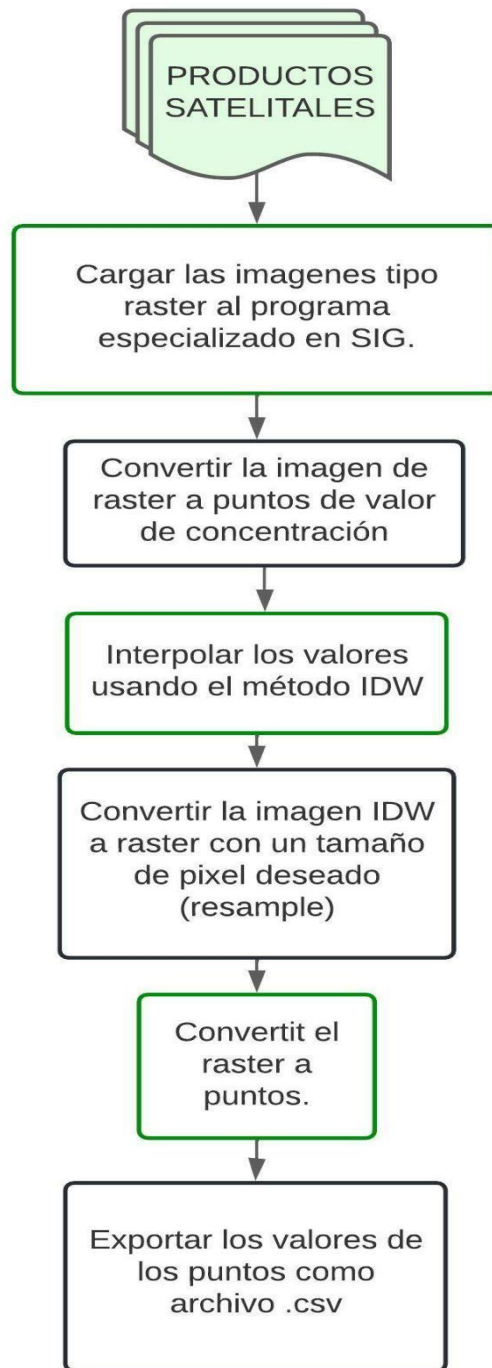 PRODUCTOS
SATELITALES
Cargar las imagenes tipo
raster al programa
especializado en SIG.
Convertir la imagen de
raster a puntos de valor
de concentración
Interpolar los valores
usando el método IDW
Convertir la imagen IDW
a raster con un tamaño
de pixel deseado
(resample)
Convertit el
raster a
puntos.
Exportar los valores de
los puntos como
archivo .csv